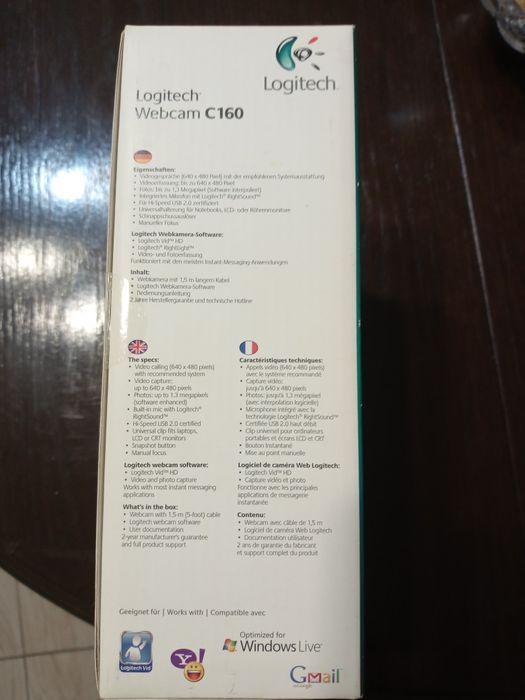 Logitech
Logitech
Webcam C160
Eigenschaften:
• Videogespräche (640 x 480 Pixel) mit der empfohlenen Systemausstattung
• Videoerfassung: bis zu 640 x 480 Pixel
• Fotos: bis zu 1,3 Megapixel (Software interpoliert)
• Integriertes Mikrofon mit Logitech® RightSound™
• Für Hi-Speed USB 2.0 zertifiziert
• Universalhalterung für Notebooks, LCD- oder Röhrenmonitore
• Schnappschussauslöser
• Manueller Fokus
Logitech Webkamera-Software:
• Logitech Vid™ HD
• Logitech® RightLight™
• Video- und Fotoerfassung
Funktioniert mit den meisten Instant-Messaging-Anwendungen
Inhalt:
• Webkamera mit 1,5 m langem Kabel
• Logitech Webkamera-Software
• Bedienungsanleitung
2 Jahre Herstellergarantie und technische Hotline
The specs:
• Video calling (640 x 480 pixels)
with recommended system
• Video capture:
up to 640 x 480 pixels
• Photos: up to 1.3 megapixels
(software enhanced)
• Built-in mic with Logitech®
RightSound™
• Hi-Speed USB 2.0 certified
• Universal clip fits laptops,
LCD or CRT monitors
• Snapshot button
• Manual focus
Logitech webcam software:
• Logitech Vid™ HD
• Video and photo capture
Works with most instant messaging
applications
What's in the box:
• Webcam with 1,5-m (5-foot) cable
• Logitech webcam software
• User documentation
2-year manufacturer's guarantee
and full product support
Caractéristiques techniques:
• Appels vidéo (640 x 480 pixels)
avec le système recommandé
• Capture vidéo:
jusqu'à 640 x 480 pixels
• Photos: jusqu'à 1,3 mégapixel
(avec interpolation logicielle)
• Microphone intégré avec la
technologie Logitech® RightSound™
• Certifiée USB 2.0 haut débit
• Clip universel pour ordinateurs
portables et écrans LCD et CRT
• Bouton Instantané
• Mise au point manuelle
Logiciel de caméra Web Logitech:
• Logitech Vid™ HD
• Capture vidéo et photo
Fonctionne avec les principales
applications de messagerie
instantanée
Contenu:
• Webcam avec câble de 1,5 m
• Logiciel de caméra Web Logitech
• Documentation utilisateur
2 ans de garantie du fabricant
et support complet du produit
Geeignet für | Works with | Compatible avec
Logitech Vid
Y!
Optimized for
Windows Live
GMail
by Google